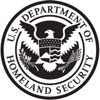 U.S. DEPARTMENT OF
HOMELAND SECURITY